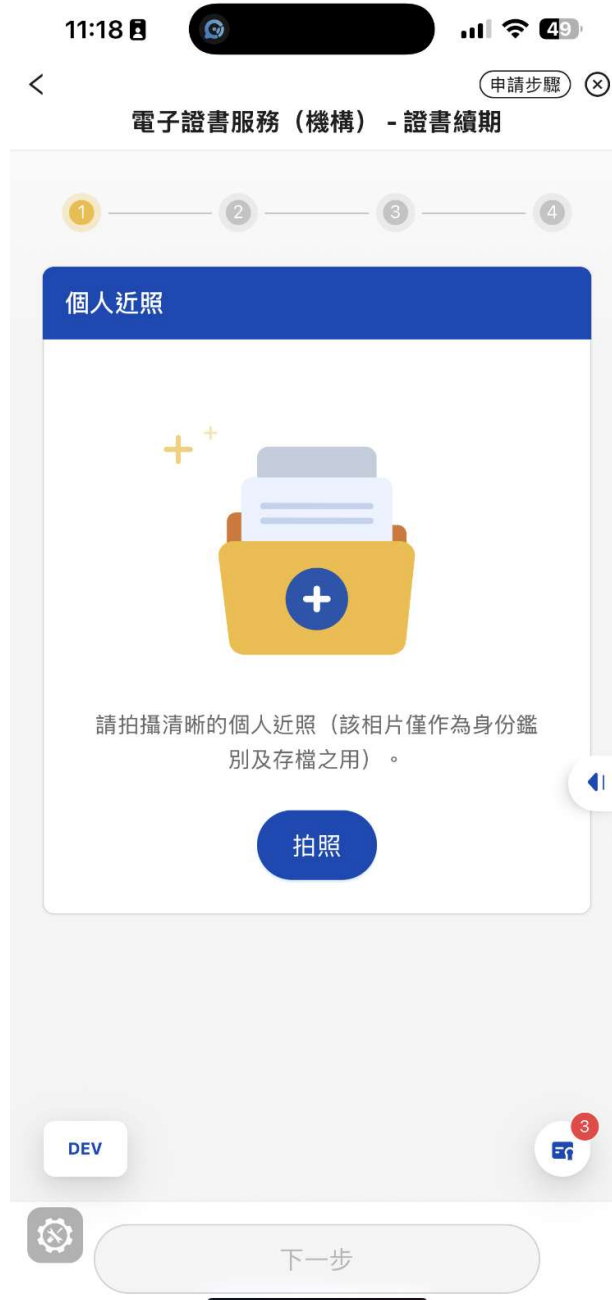 11:18
49
申請步驟
電子證書服務（機構） - 證書續期
1
2
3
4
個人近照
請拍攝清晰的個人近照（該相片僅作為身份鑑
別及存檔之用）。
拍照
3
DEV
下一步